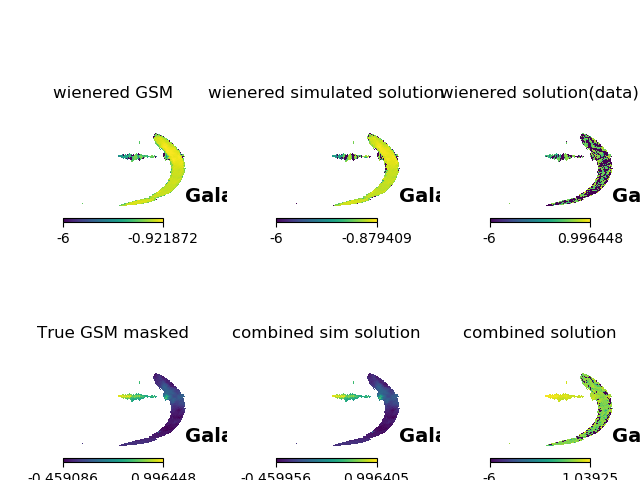 wienered GSM
wienered simulated solution
wienered solution(data)
Gala
Gala
Ga
-6 -0.921872
-6 -0.879409
-6 0.996448
True GSM masked
combined sim solution
combined solution
Gala
Gala
Ga
-0.459086 0.996448
-0.459956 0.996405
-6 1.03925